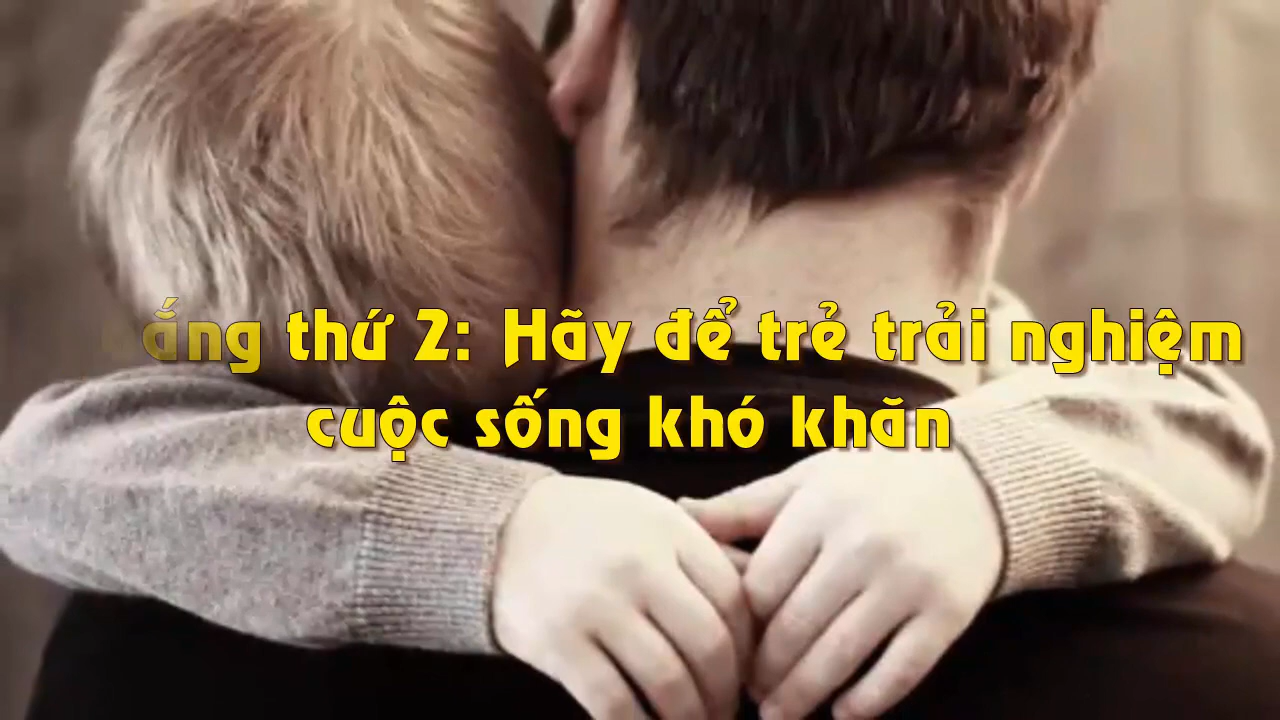 thứ 2: Hãy để trẻ trải nghiệm
cuộc sống khó khăn